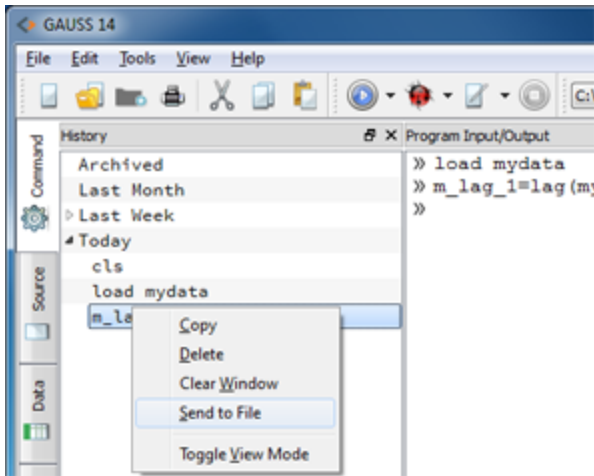 GAUSS 14
File Edit Tools View Help
C:\
Command
Source
Data
History
Archived
Last Month
Last Week
Today
cls
load mydata
m_la
Copy
Delete
Clear Window
Send to File
Toggle View Mode
Program Input/Output
» load mydata
» m_lag_1=lag(my
»